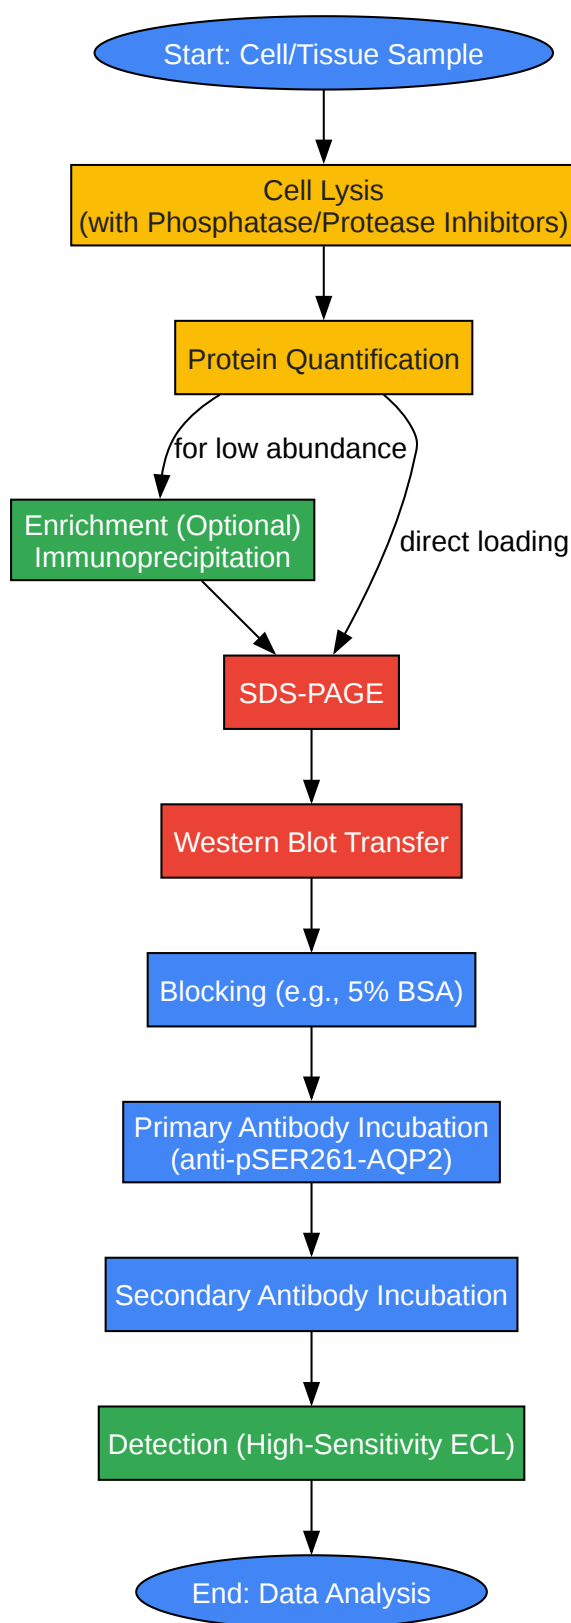 Start: Cell/Tissue Sample
Cell Lysis
(with Phosphatase/Protease Inhibitors)
Protein Quantification
for low abundance
Enrichment (Optional)
Immunoprecipitation
direct loading
SDS-PAGE
Western Blot Transfer
Blocking (e.g., 5% BSA)
Primary Antibody Incubation
(anti-pSER261-AQP2)
Secondary Antibody Incubation
Detection (High-Sensitivity ECL)
End: Data Analysis